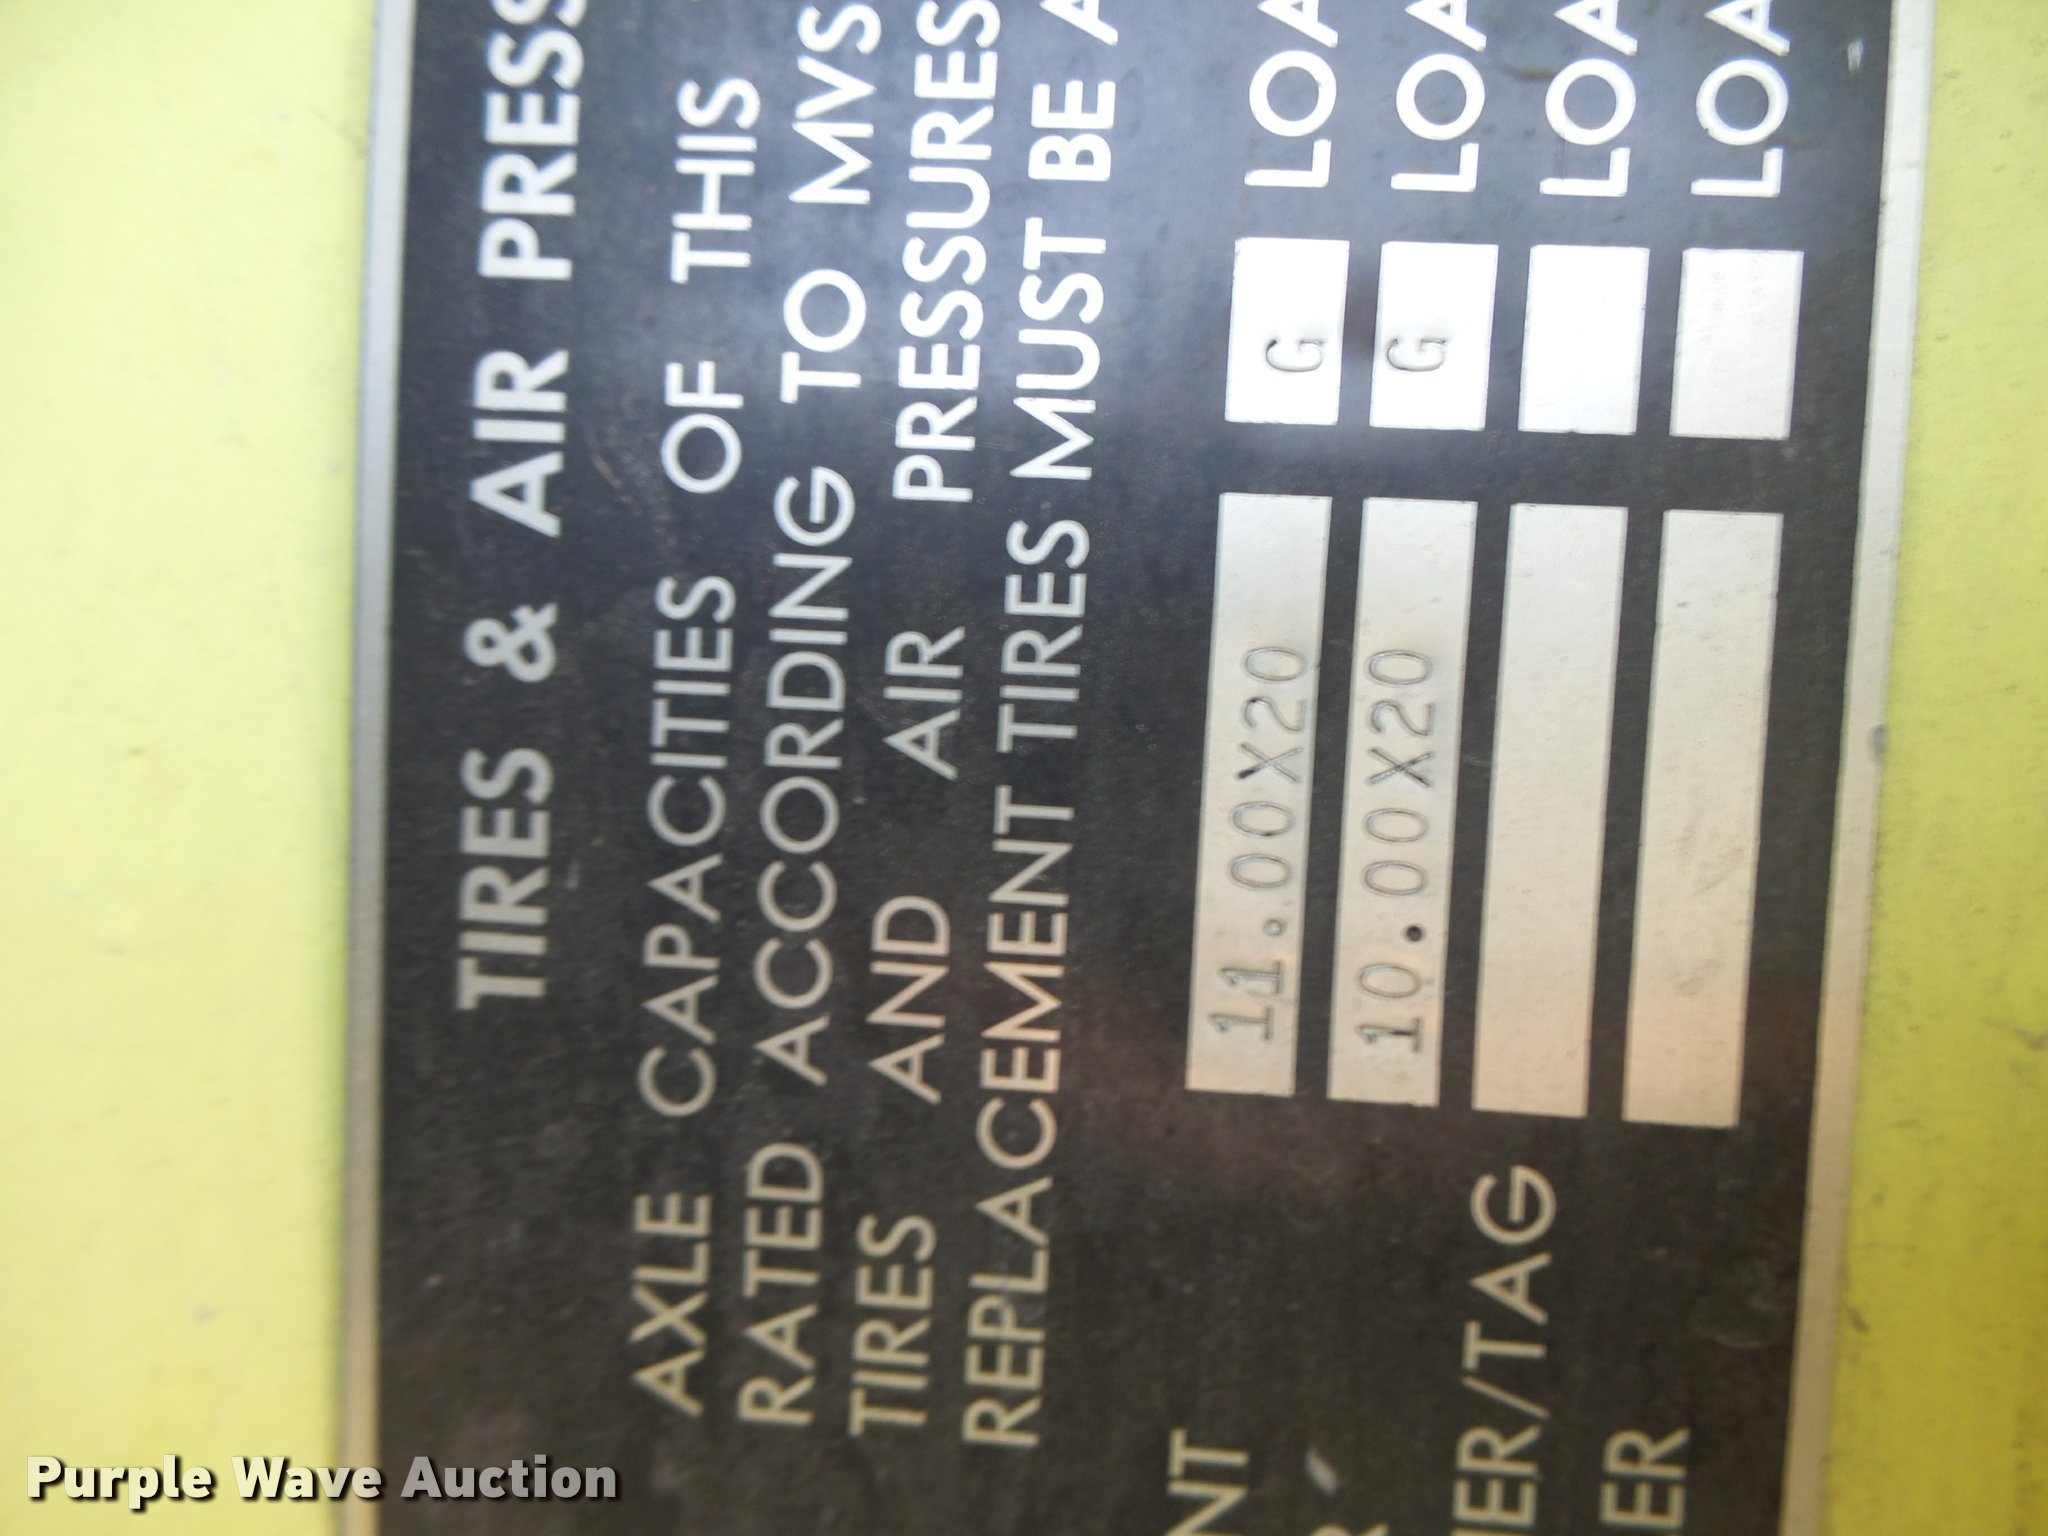 TIRES & AIR PRESS
AXLE CAPACITIES OF THIS
RATED ACCORDING TO MVS
TIRES AND AIR PRESSURES
REPLACEMENT TIRES MUST BE A
NT 11.00X20 G LOA
R 10.00X20 G LOA
ER/TAG LOA
ER LOA
Purple Wave Auction